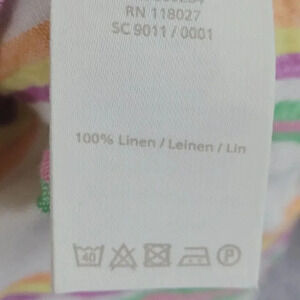 RN 118027
SC 9011 / 0001
100% Linen / Leinen / Lin
40
P